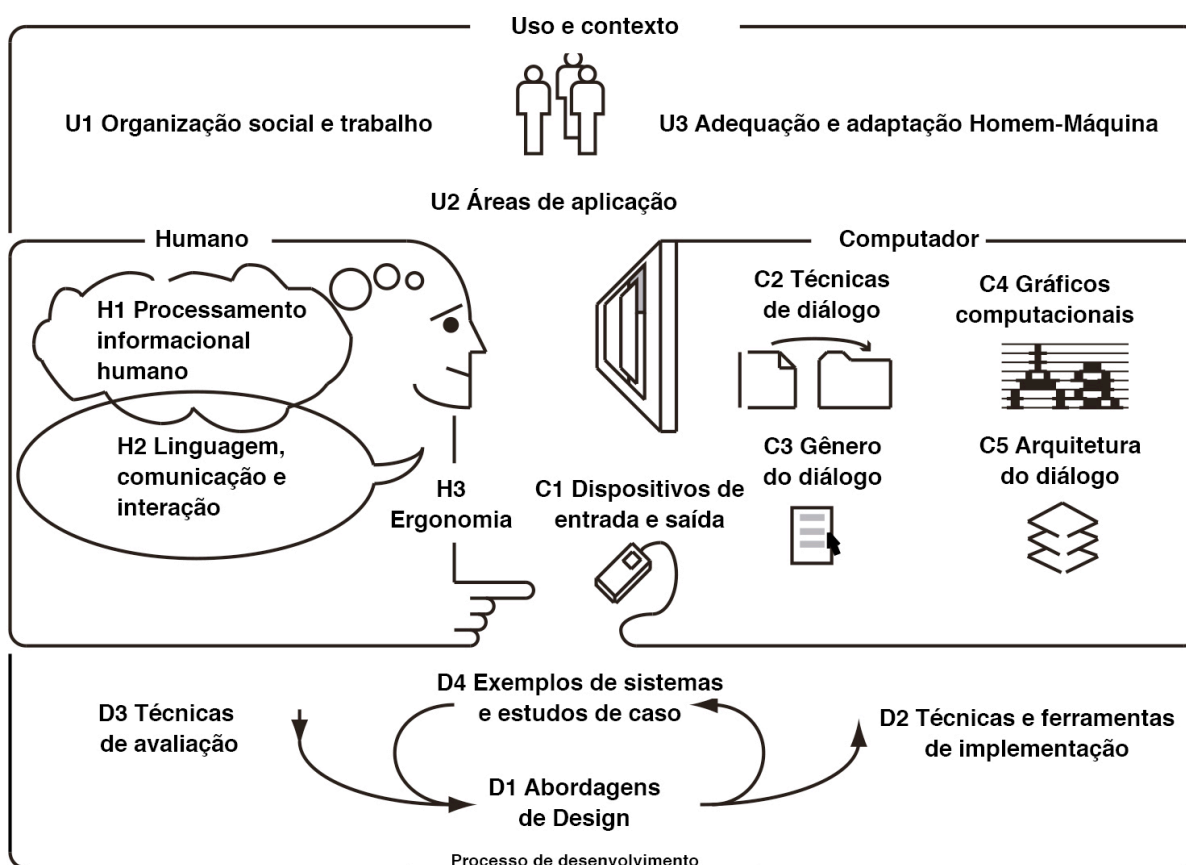 Uso e contexto
U1 Organização social e trabalho
U3 Adequação e adaptação Homem-Máquina
U2 Áreas de aplicação
Humano
Computador
H1 Processamento
informacional
humano
H2 Linguagem,
comunicação e
interação
H3
Ergonomia
C1 Dispositivos de
entrada e saída
C2 Técnicas
de diálogo
C4 Gráficos
computacionais
C3 Gênero
do diálogo
C5 Arquitetura
do diálogo
D3 Técnicas
de avaliação
D4 Exemplos de sistemas
e estudos de caso
D2 Técnicas e ferramentas
de implementação
D1 Abordagens
de Design
Processo de desenvolvimento